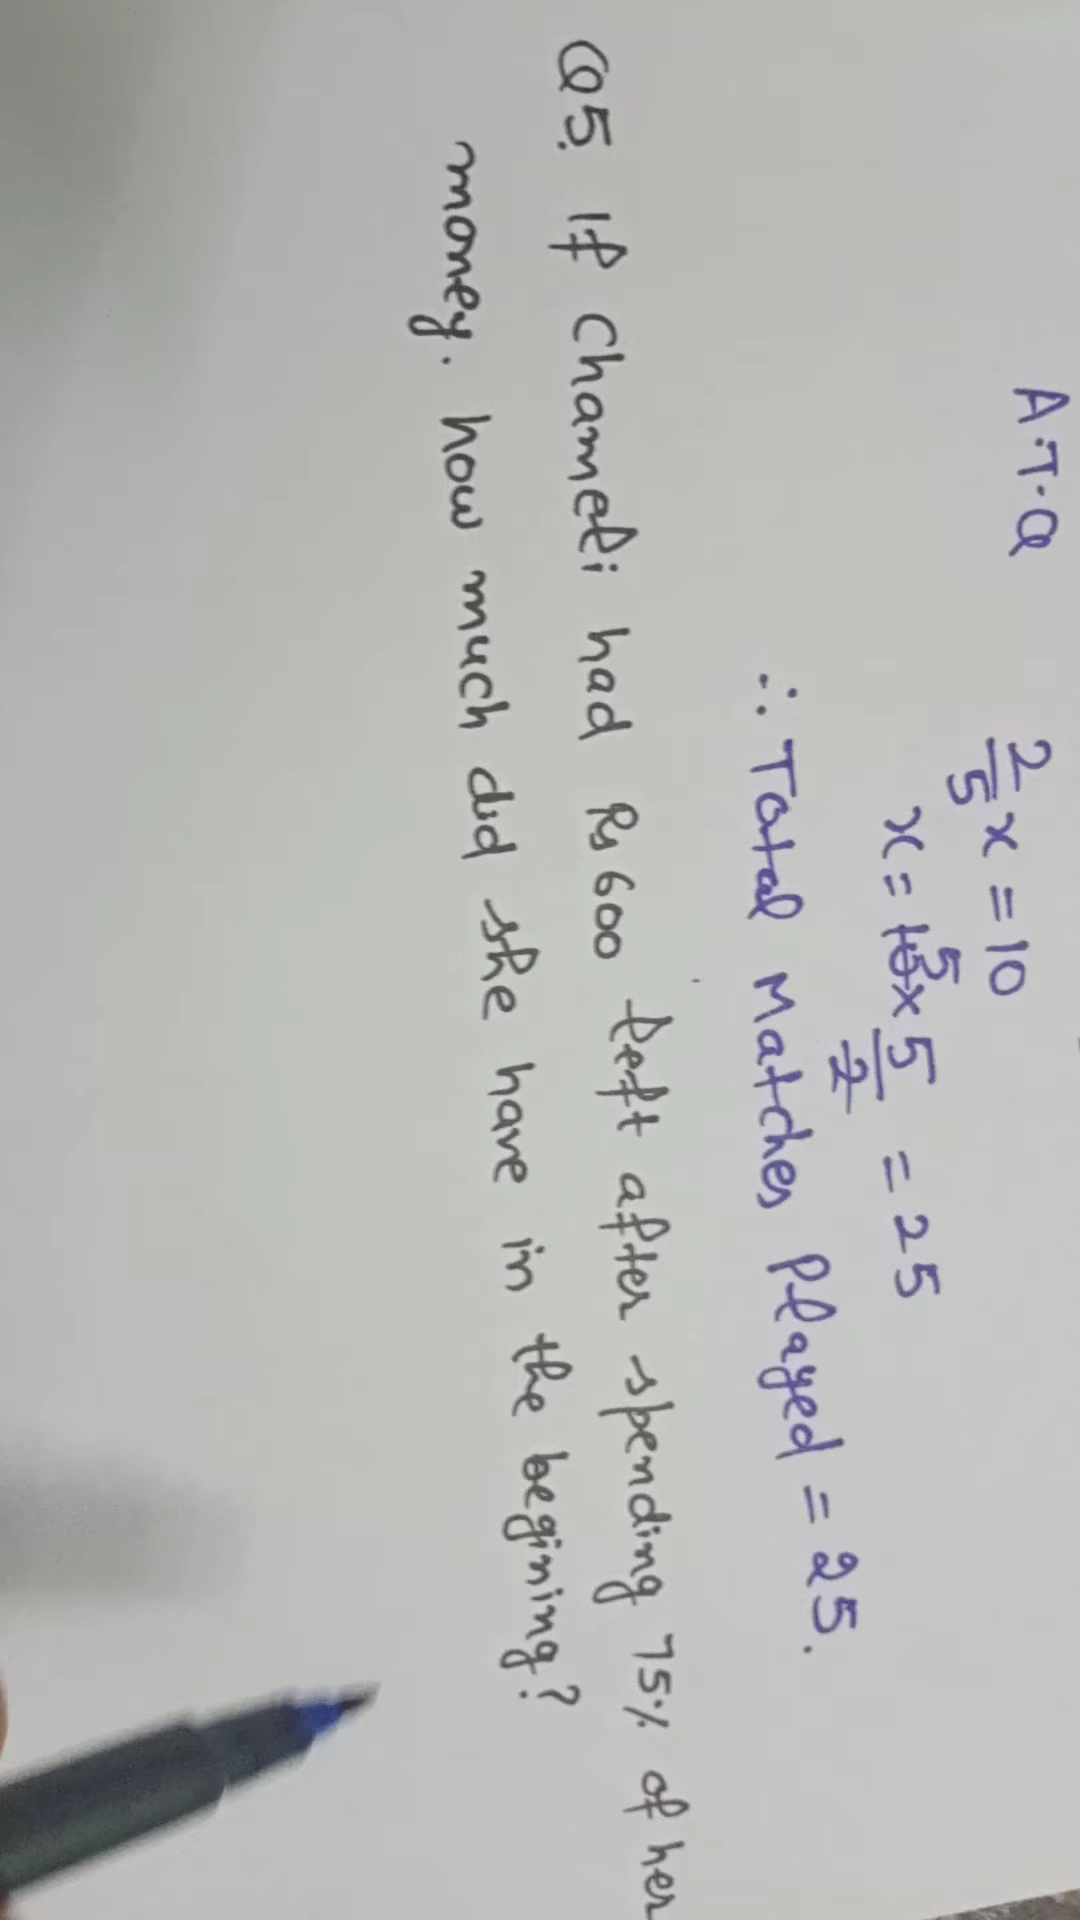 A.T.Q 2/5 x = 10
x = 10 5 × 5/2 = 25
∴ Total Matches Played = 25.
Q5. If Chameli had Rs 600 left after spending 75% of her
money. how much did she have in the begining?